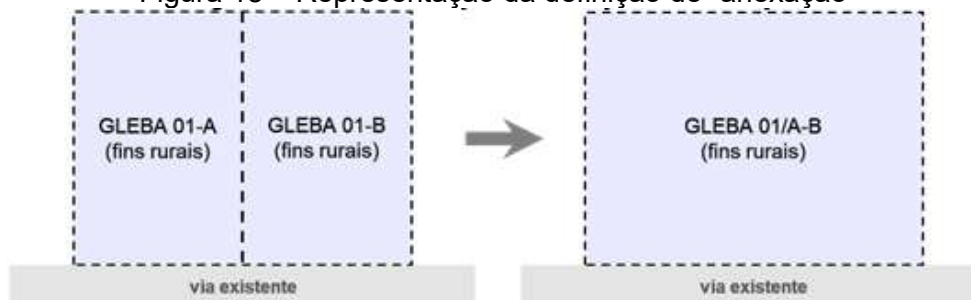 GLEBA 01-A
(fins rurais)
GLEBA 01-B
(fins rurais)
GLEBA 01/A-B
(fins rurais)
via existente
via existente